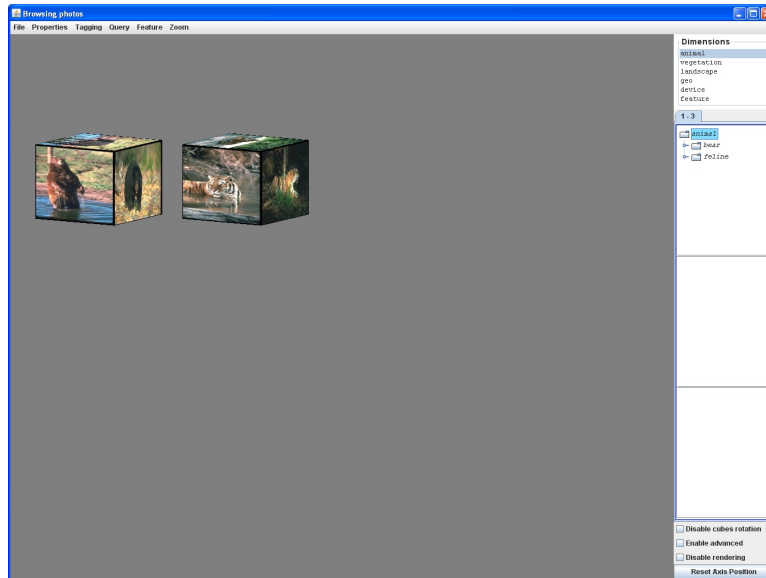 Browsing photos
File Properties Tagging Query Feature Zoom
Dimensions
animal
vegetation
landscape
geo
device
feature
1 - 3
animal
bear
feline
Disable cubes rotation
Enable advanced
Disable rendering
Reset Axis Position